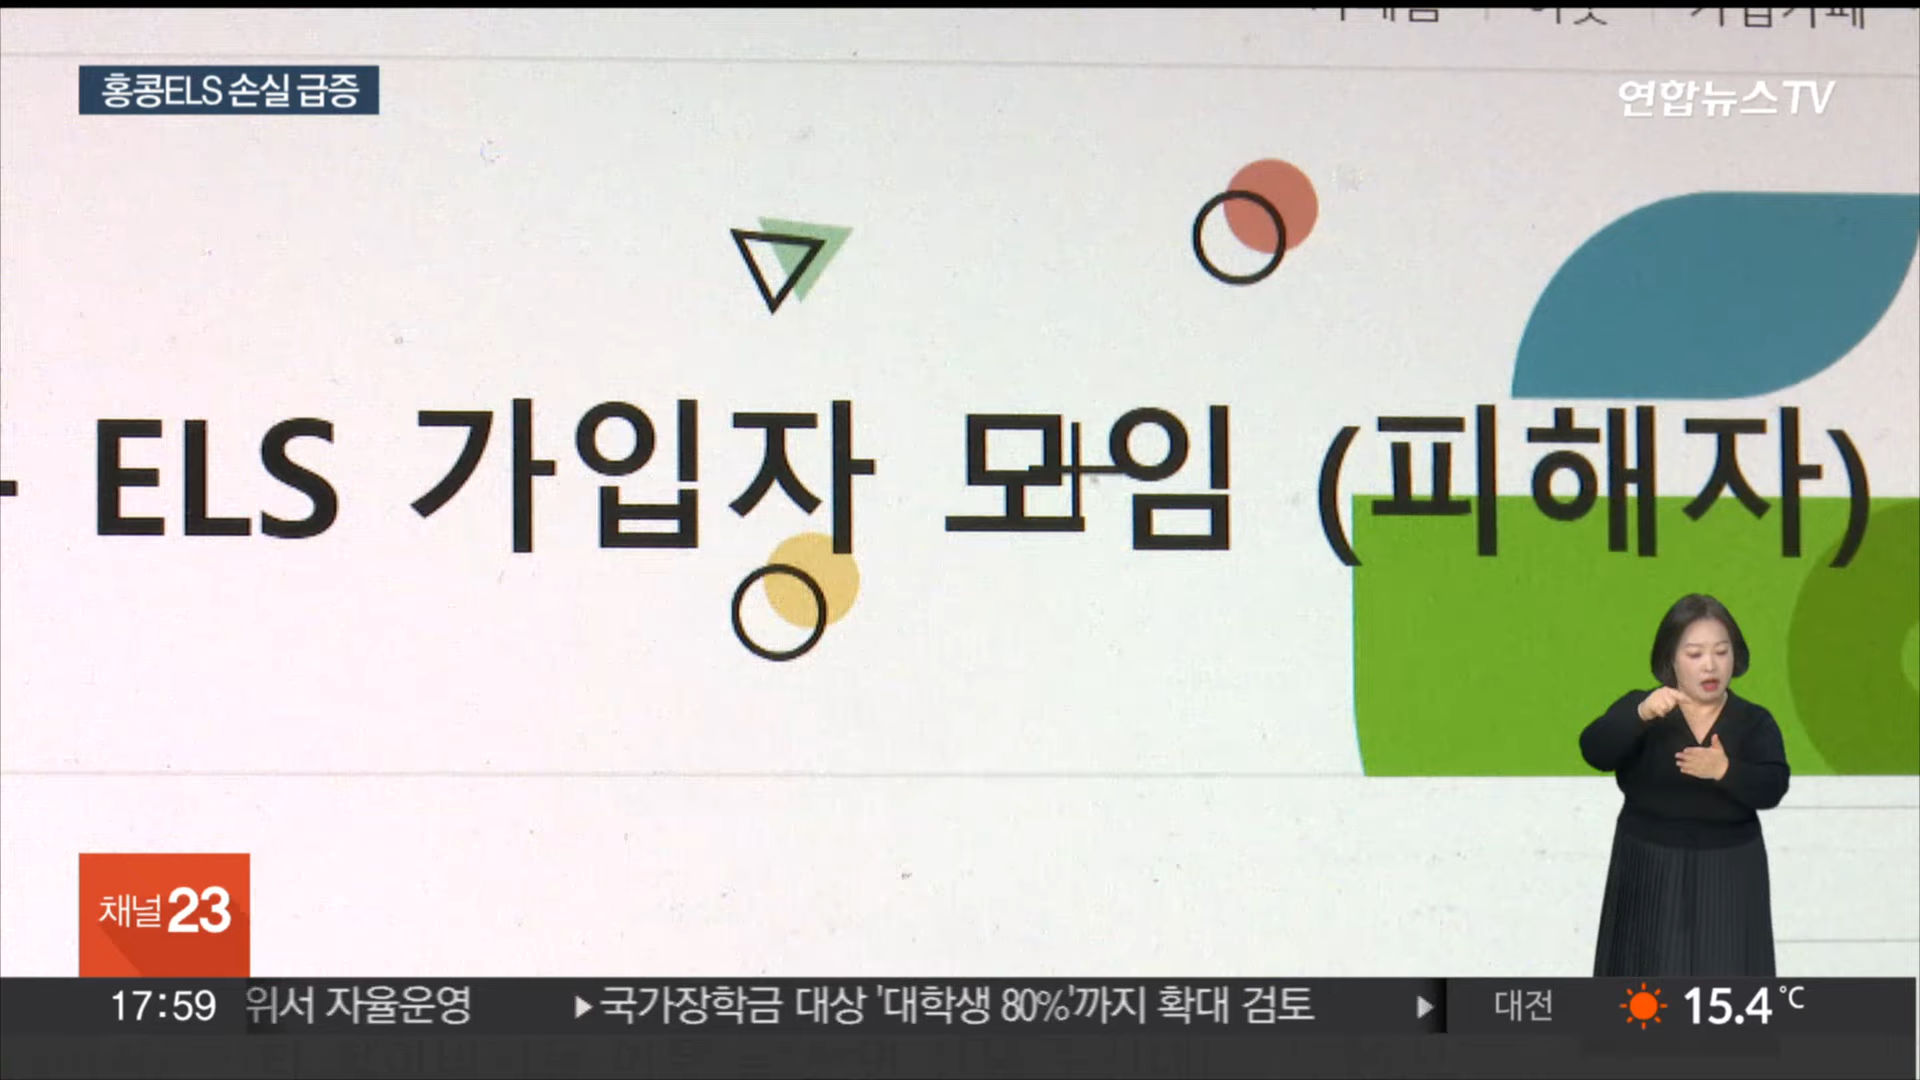 홍콩ELS 손실 급증
연합뉴스TV
ELS 가입자 모임 (피해자)
채널23
17:59 위서 자율운영 ▶국가장학금 대상 '대학생 80%'까지 확대 검토 ▶ 대전 15.4℃